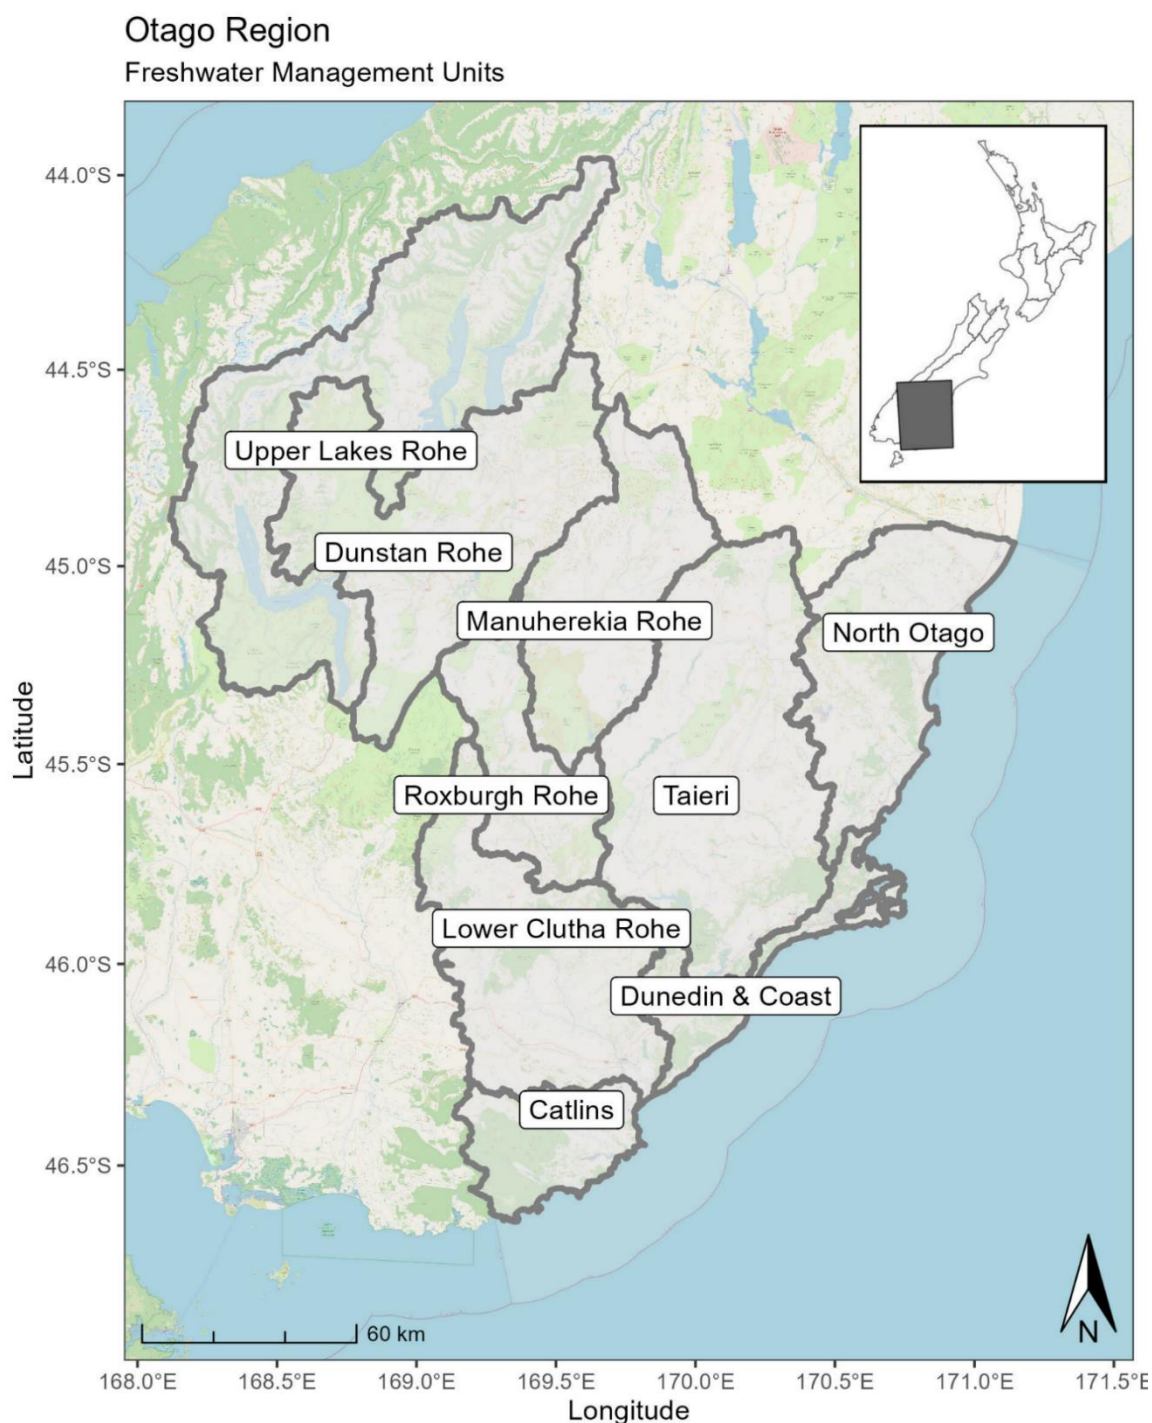 Otago Region
Freshwater Management Units
44.0°S
44.5°S
Upper Lakes Rohe
Dunstan Rohe
45.0°S
Manuherekia Rohe
North Otago
Latitude
45.5°S
Roxburgh Rohe
Taieri
Lower Clutha Rohe
46.0°S
Dunedin & Coast
Catlins
46.5°S
60 km
N
168.0°E
168.5°E
169.0°E
169.5°E
170.0°E
170.5°E
171.0°E
171.5°E
Longitude